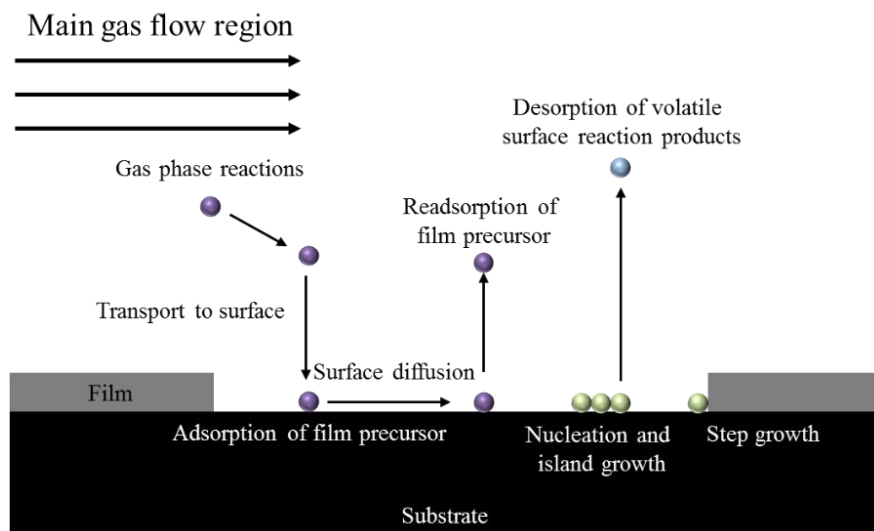 Main gas flow region
Desorption of volatile
surface reaction products
Gas phase reactions
Readsorption of
film precursor
Transport to surface
Surface diffusion
Film
Adsorption of film precursor
Nucleation and
island growth
Step growth
Substrate